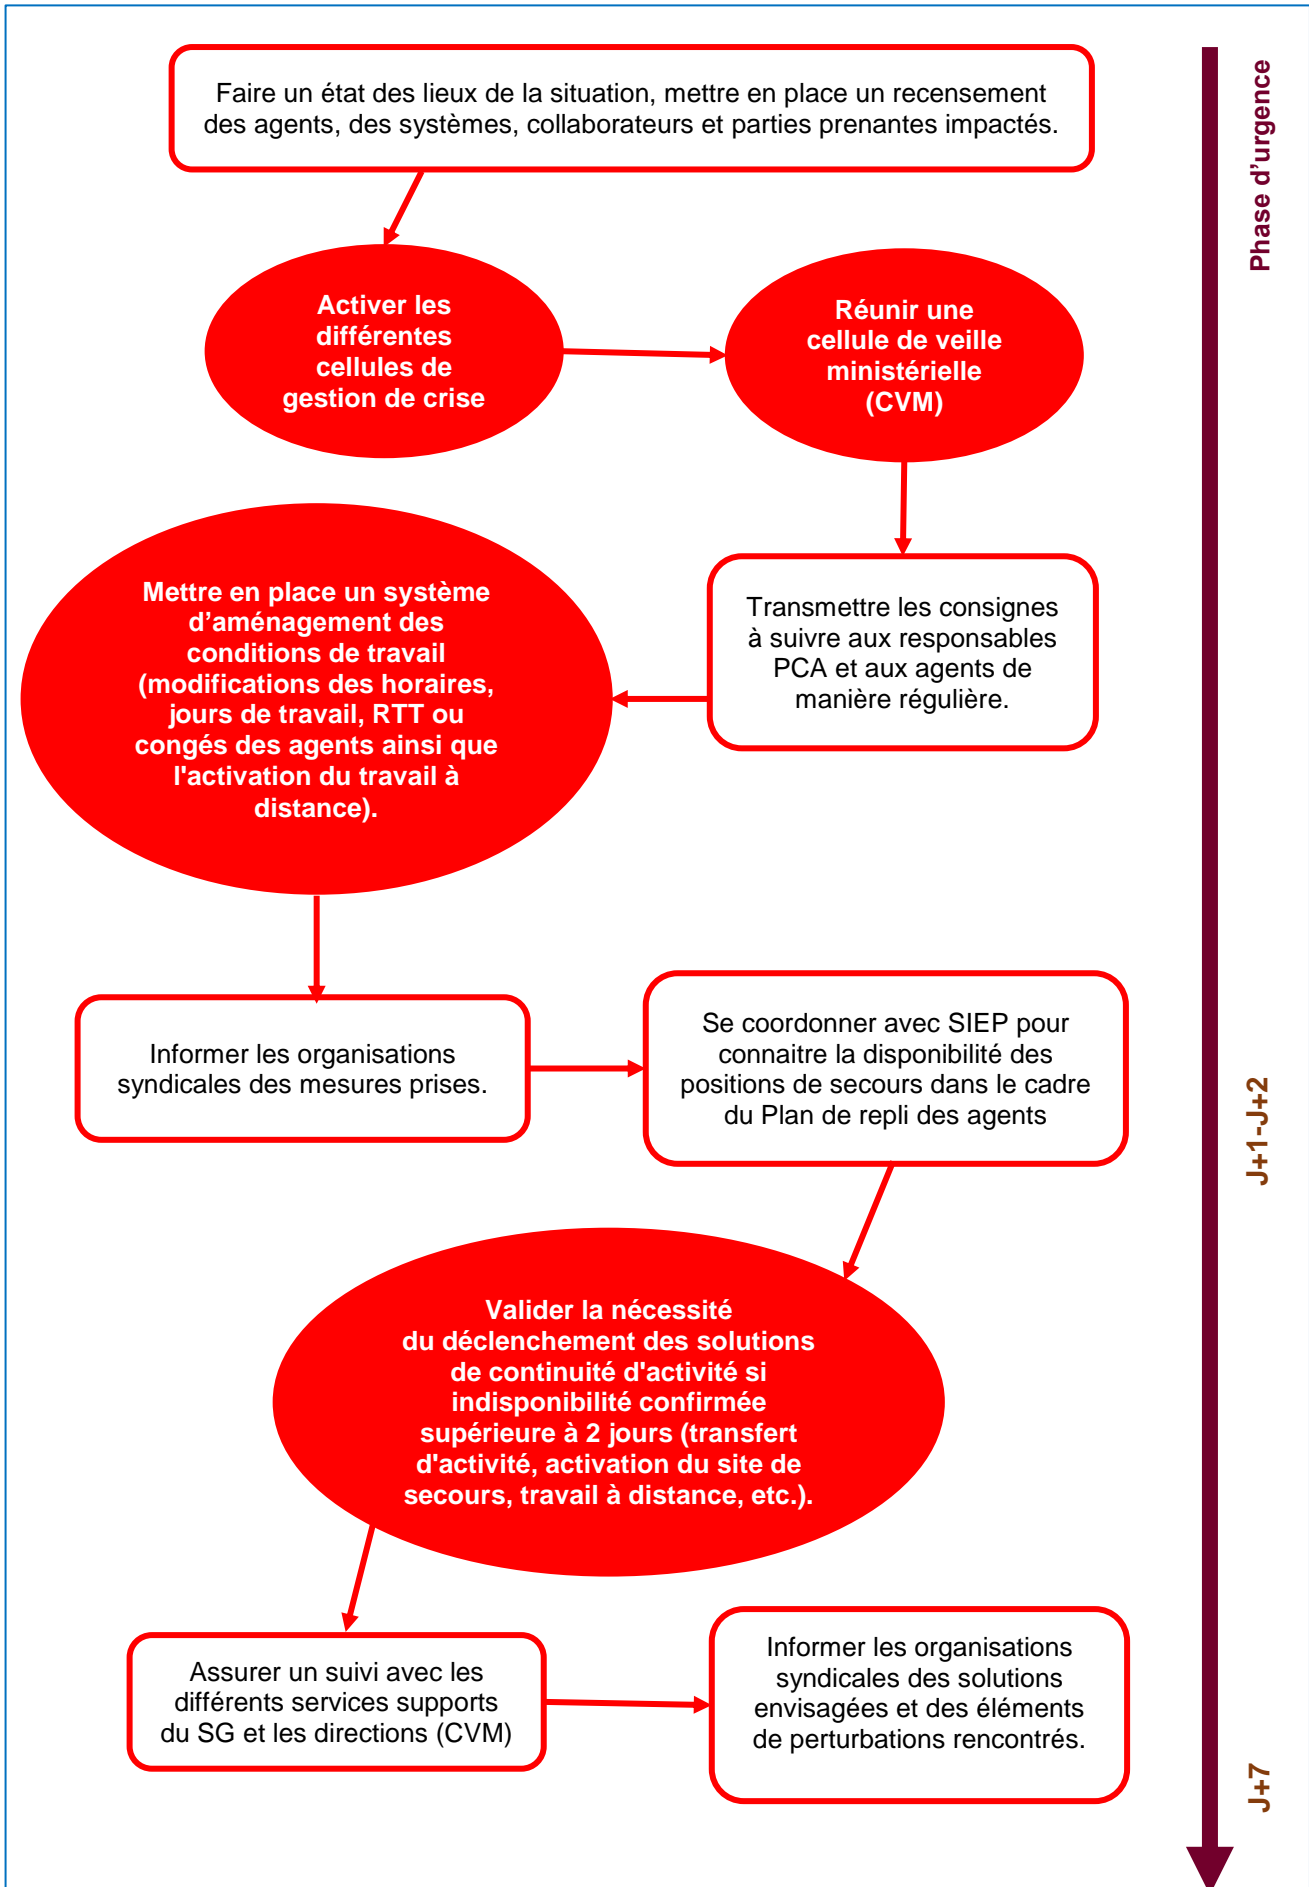 Faire un état des lieux de la situation, mettre en place un recensement
des agents, des systèmes, collaborateurs et parties prenantes impactés.
Phase d’urgence
Activer les
différentes
cellules de
gestion de crise
Réunir une
cellule de veille
ministérielle
(CVM)
Transmettre les consignes
à suivre aux responsables
PCA et aux agents de
manière régulière.
Mettre en place un système
d’aménagement des
conditions de travail
(modifications des horaires,
jours de travail, RTT ou
congés des agents ainsi que
l'activation du travail à
distance).
Informer les organisations
syndicales des mesures prises.
Se coordonner avec SIEP pour
connaitre la disponibilité des
positions de secours dans le cadre
du Plan de repli des agents
J+1-J+2
Valider la nécessité
du déclenchement des solutions
de continuité d'activité si
indisponibilité confirmée
supérieure à 2 jours (transfert
d'activité, activation du site de
secours, travail à distance, etc.).
Assurer un suivi avec les
différents services supports
du SG et les directions (CVM)
Informer les organisations
syndicales des solutions
envisagées et des éléments
de perturbations rencontrés.
J+7